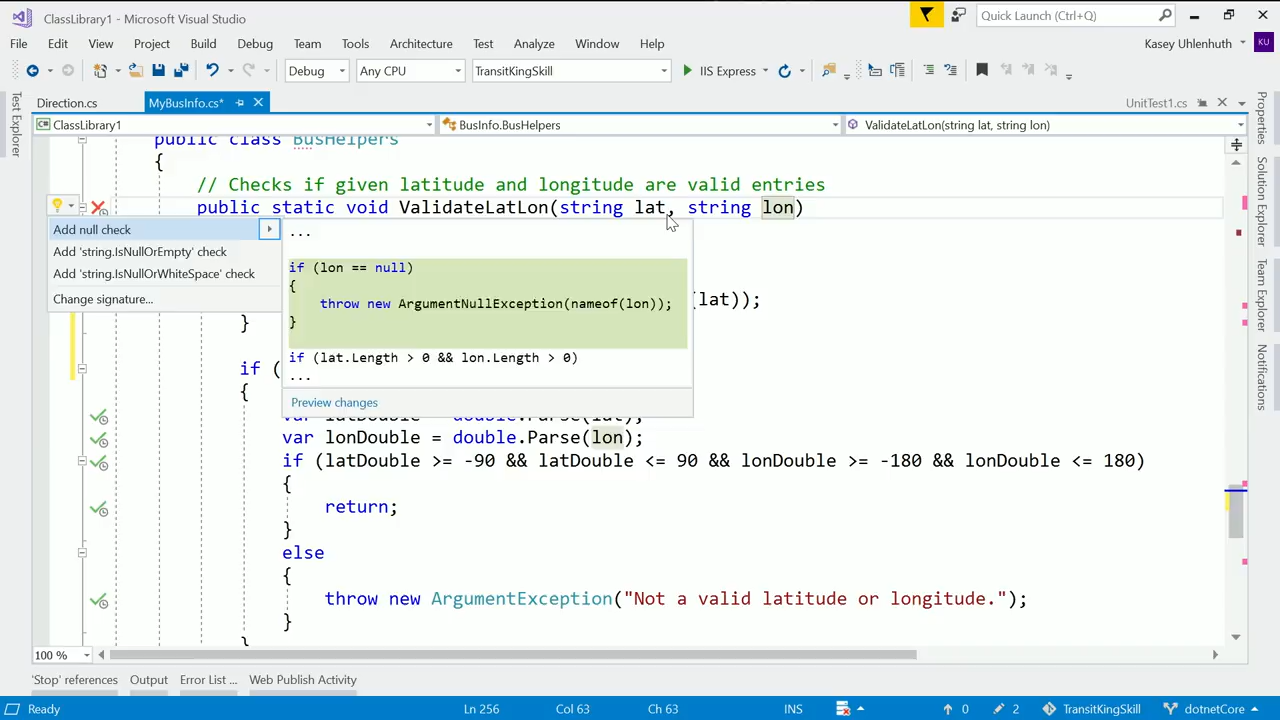 ClassLibrary1 - Microsoft Visual Studio
Quick Launch (Ctrl+Q)
File Edit View Project Build Debug Team Tools Architecture Test Analyze Window Help
Kasey Uhlenhuth
KU
Debug Any CPU TransitKingSkill IIS Express
Direction.cs MyBusInfo.cs* UnitTest1.cs
ClassLibrary1 BusInfo.BusHelpers ValidateLatLon(string lat, string lon)
Test Explorer
Properties
Solution Explorer
Team Explorer
Notifications
public class BusHelpers
{
// Checks if given latitude and longitude are valid entries
public static void ValidateLatLon(string lat, string lon)
Add null check
Add 'string.IsNullOrEmpty' check
Add 'string.IsNullOrWhiteSpace' check
Change signature...
...
if (lon == null)
{
throw new ArgumentNullException(nameof(lon));
}
if (lat.Length > 0 && lon.Length > 0)
...
Preview changes
(lat));
}
if (
{
var lonDouble = double.Parse(lon);
if (latDouble >= -90 && latDouble <= 90 && lonDouble >= -180 && lonDouble <= 180)
{
return;
}
else
{
throw new ArgumentException("Not a valid latitude or longitude.");
}
100 %
'Stop' references Output Error List ... Web Publish Activity
Ready Ln 256 Col 63 Ch 63 INS 0 2 TransitKingSkill dotnetCore